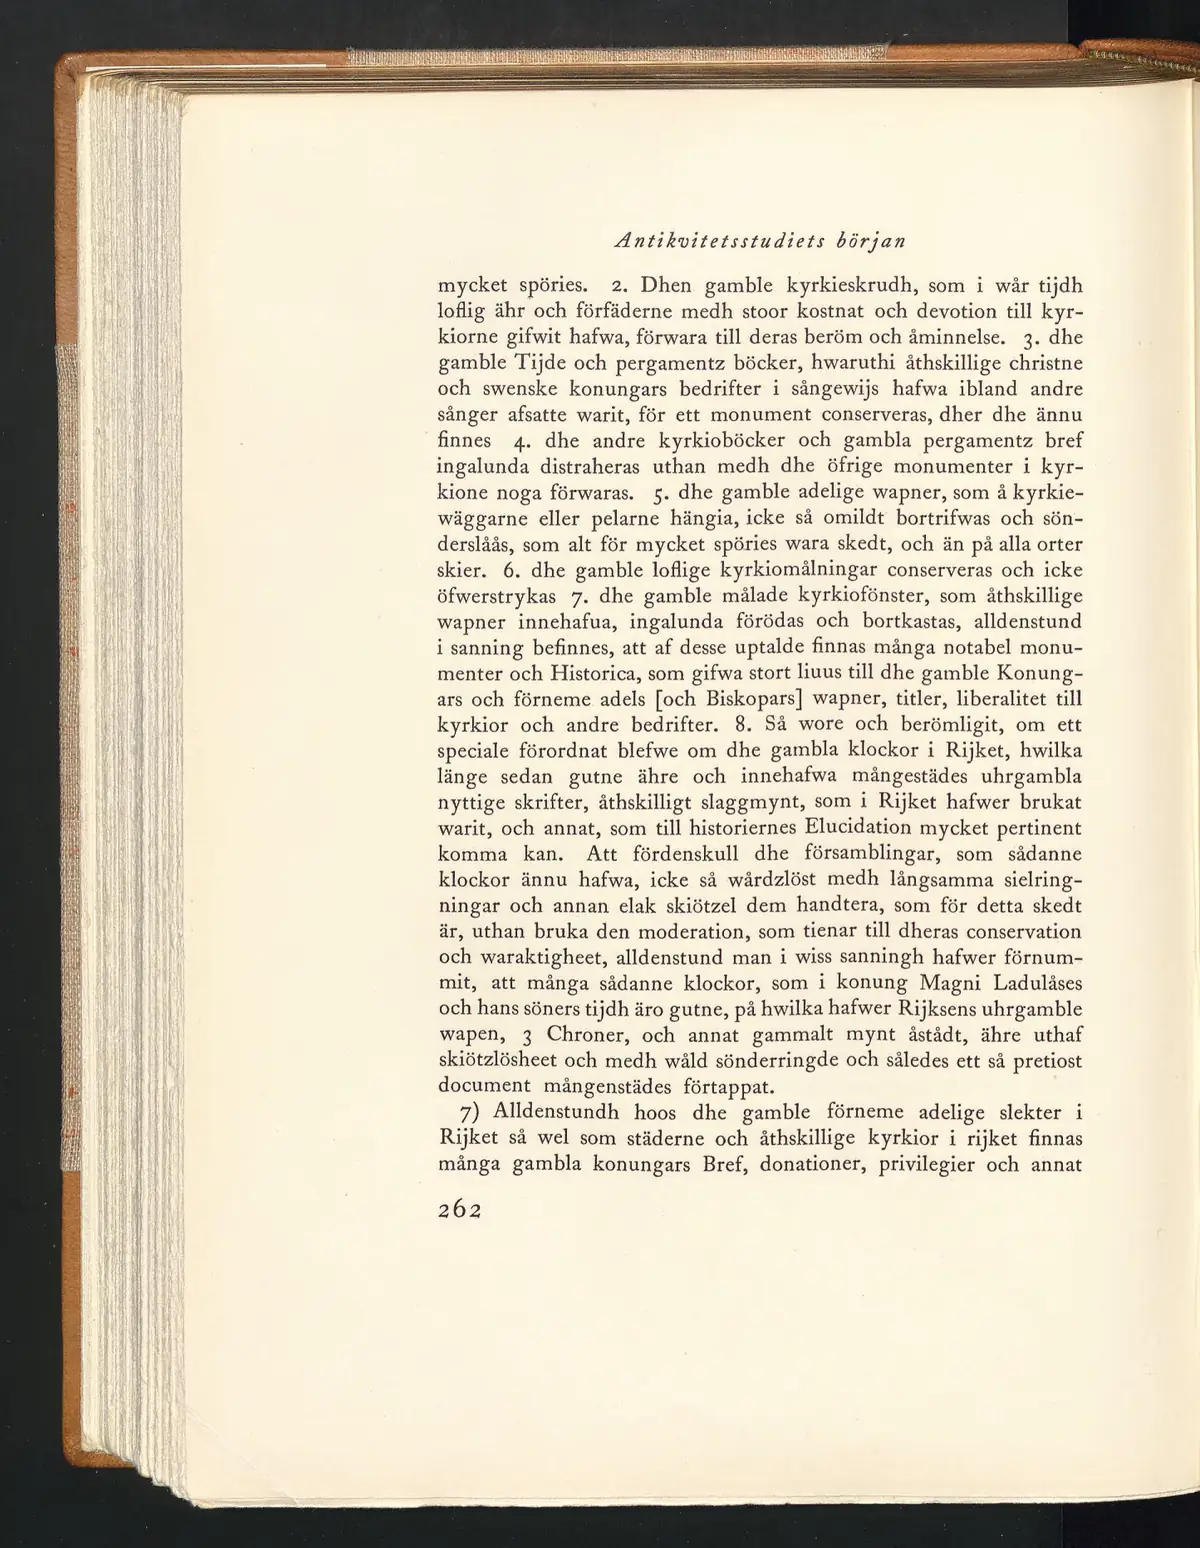 Antikvitetsstudiets början
mycket spöries. 2. Dhen gamble kyrkieskrudh, som i wår tijdh
loflig ähr och förfäderne medh stoor kostnat och devotion till kyr-
kiorne gifwit hafwa, förwara till deras beröm och åminnelse. 3. dhe
gamble Tijde och pergamentz böcker, hwaruthi åthskillige christne
och swenske konungars bedrifter i sångewijs hafwa ibland andre
sånger afsatte warit, för ett monument conserveras, dher dhe ännu
finnes 4. dhe andre kyrkioböcker och gambla pergamentz bref
ingalunda distraheras uthan medh dhe öfrige monumenter i kyr-
kione noga förwaras. 5. dhe gamble adelige wapner, som å kyrkie-
wäggarne eller pelarne hängia, icke så omildt bortrifwas och sön-
derslåås, som alt för mycket spöries wara skedt, och än på alla orter
skier. 6. dhe gamble loflige kyrkiomålningar conserveras och icke
öfwerstrykas 7. dhe gamble målade kyrkiofönster, som åthskillige
wapner innehafua, ingalunda förödas och bortkastas, alldenstund
i sanning befinnes, att af desse uptalde finnas många notabel monu-
menter och Historica, som gifwa stort liuus till dhe gamble Konung-
ars och förneme adels [och Biskopars] wapner, titler, liberalitet till
kyrkior och andre bedrifter. 8. Så wore och berömligit, om ett
speciale förordnat blefwe om dhe gambla klockor i Rijket, hwilka
länge sedan gutne ähre och innehafwa mångestädes uhrgambla
nyttige skrifter, åthskilligt slaggmynt, som i Rijket hafwer brukat
warit, och annat, som till historiernes Elucidation mycket pertinent
komma kan. Att fördenskull dhe församblingar, som sådanne
klockor ännu hafwa, icke så wårdzlöst medh långsamma sielring-
ningar och annan elak skiötzel dem handtera, som för detta skedt
är, uthan bruka den moderation, som tienar till dheras conservation
och waraktigheet, alldenstund man i wiss sanningh hafwer förnum-
mit, att många sådanne klockor, som i konung Magni Ladulåses
och hans söners tijdh äro gutne, på hwilka hafwer Rijksens uhrgamble
wapen, 3 Chroner, och annat gammalt mynt åstådt, ähre uthaf
skiötzlösheet och medh wåld sönderringde och således ett så pretiost
document mångenstädes förtappat.
7) Alldenstundh hoos dhe gamble förneme adelige slekter i
Rijket så wel som städerne och åthskillige kyrkior i rijket finnas
många gambla konungars Bref, donationer, privilegier och annat
262